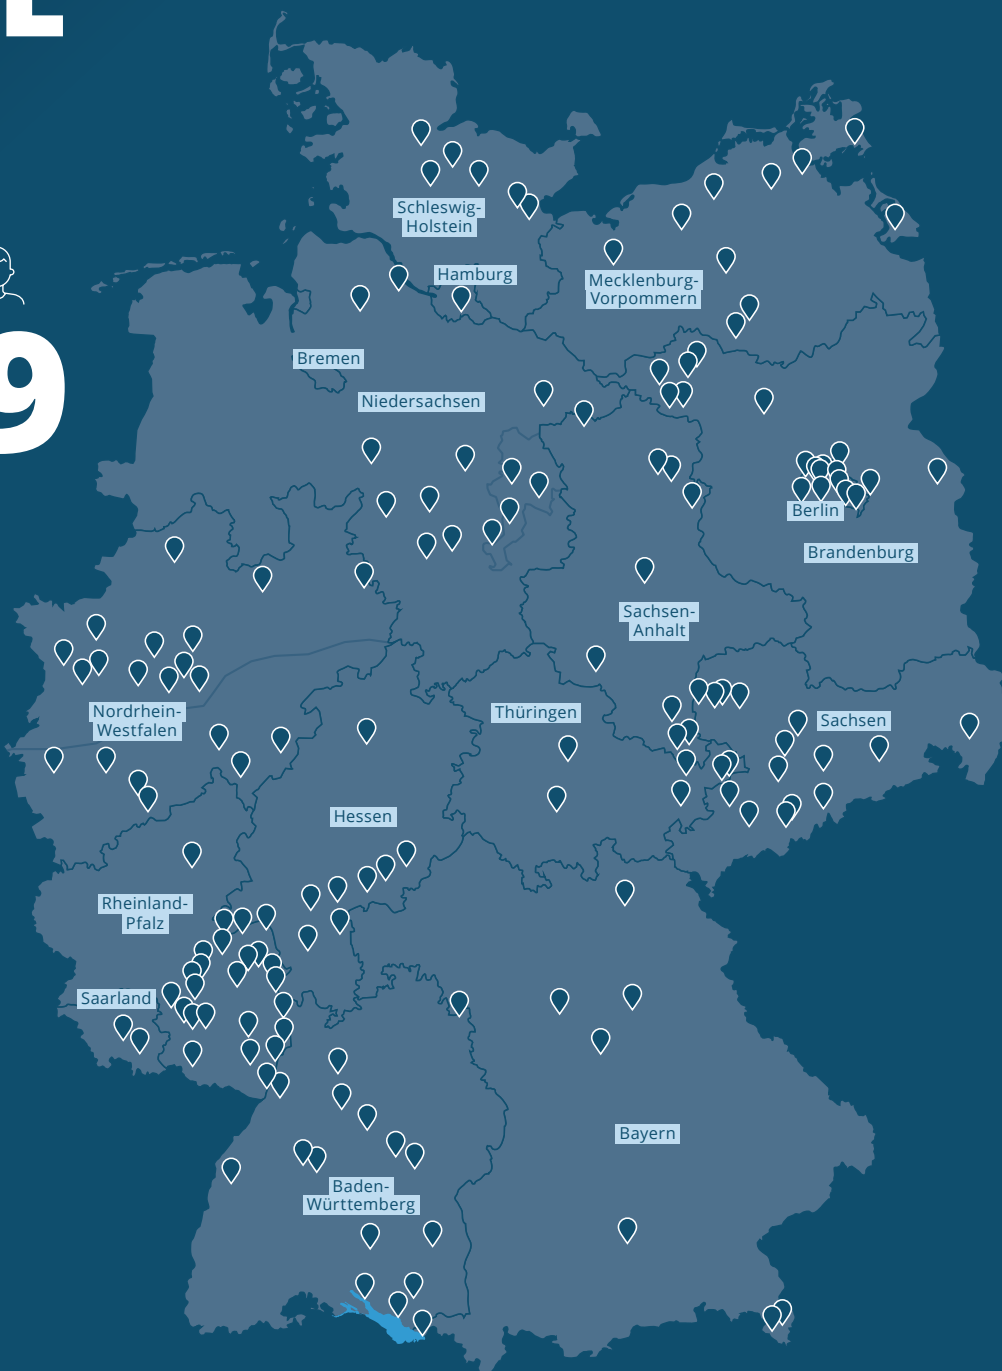 9
Schleswig-
Holstein
Hamburg
Mecklenburg-
Vorpommern
Bremen
Niedersachsen
Berlin
Brandenburg
Sachsen-
Anhalt
Nordrhein-
Westfalen
Thüringen
Sachsen
Hessen
Rheinland-
Pfalz
Saarland
Bayern
Baden-
Württemberg